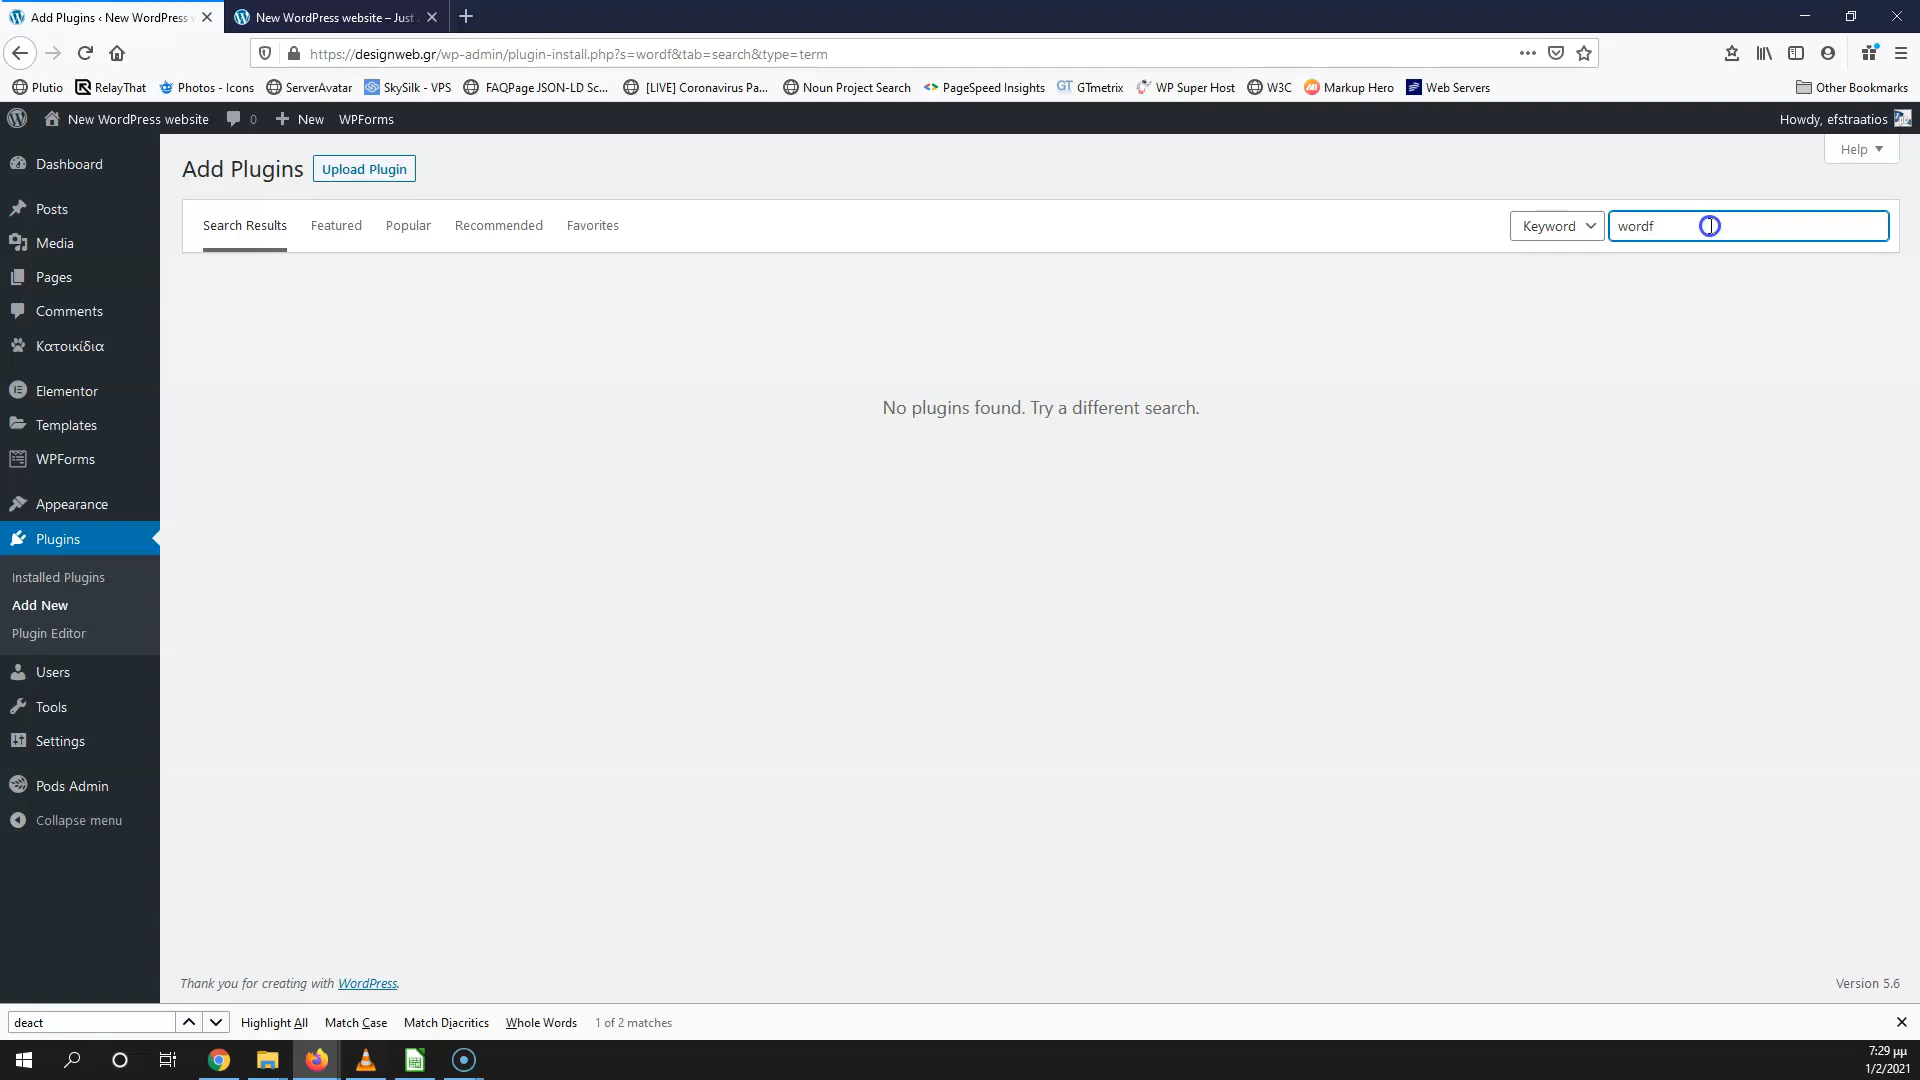 Add Plugins ‹ New WordPress
New WordPress website – Just
https://designweb.gr/wp-admin/plugin-install.php?s=wordf&tab=search&type=term
Plutio RelayThat Photos - Icons ServerAvatar SkySilk - VPS FAQPage JSON-LD Sc... [LIVE] Coronavirus Pa... Noun Project Search PageSpeed Insights GTmetrix WP Super Host W3C Markup Hero Web Servers Other Bookmarks
New WordPress website 0 New WPForms Howdy, efstraatios
Help
Add Plugins Upload Plugin
Search Results Featured Popular Recommended Favorites Keyword wordf
No plugins found. Try a different search.
Dashboard
Posts
Media
Pages
Comments
Κατοικίδια
Elementor
Templates
WPForms
Appearance
Plugins
Installed Plugins
Add New
Plugin Editor
Users
Tools
Settings
Pods Admin
Collapse menu
Thank you for creating with WordPress. Version 5.6
deact Highlight All Match Case Match Diacritics Whole Words 1 of 2 matches
7:29 μμ
1/2/2021